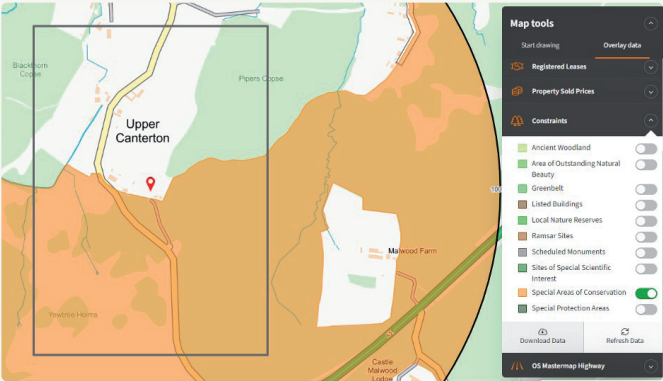 Blackthorn
Copse
Pipers Copse
Upper
Canterton
Malwood Farm
Yewtree Homs
Castle
Malwood
Lodge
100
Map tools
Start drawing
Overlay data
Registered Leases
Property Sold Prices
Constraints
Ancient Woodland
Area of Outstanding Natural
Beauty
Greenbelt
Listed Buildings
Local Nature Reserves
Ramsar Sites
Scheduled Monuments
Sites of Special Scientific
Interest
Special Areas of Conservation
Special Protection Areas
Download Data
Refresh Data
OS Mastermap Highway